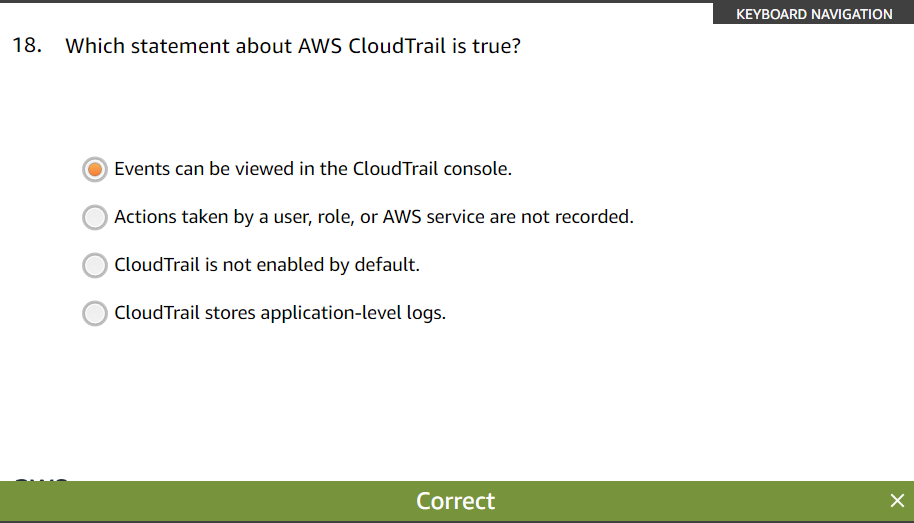 KEYBOARD NAVIGATION
18. Which statement about AWS CloudTrail is true?
Events can be viewed in the CloudTrail console.
Actions taken by a user, role, or AWS service are not recorded.
CloudTrail is not enabled by default.
CloudTrail stores application-level logs.
Correct